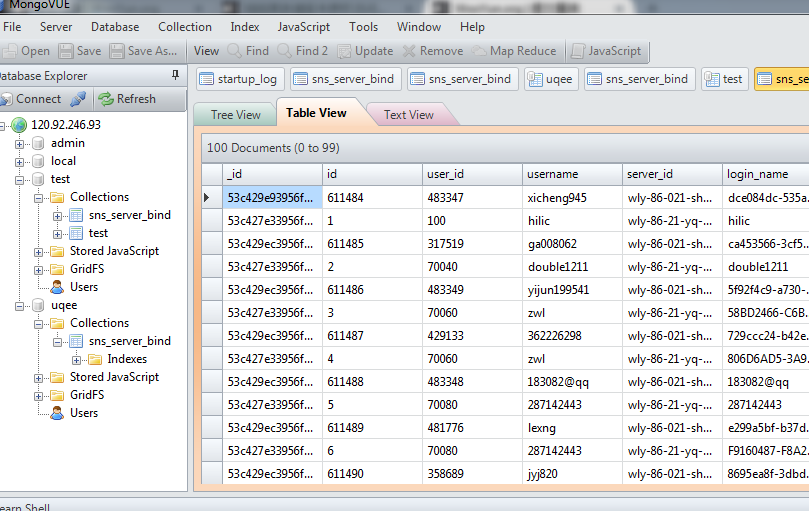 MongoVUE
File Server Database Collection Index JavaScript Tools Window Help
Open Save Save As... View Find Find 2 Update Remove Map Reduce JavaScript
Database Explorer
Connect Refresh
120.92.246.93
admin
local
test
Collections
sns_server_bind
test
Stored JavaScript
GridFS
Users
uqee
Collections
sns_server_bind
Indexes
Stored JavaScript
GridFS
Users
startup_log sns_server_bind sns_server_bind uqee sns_server_bind test sns_se
Tree View Table View Text View
100 Documents (0 to 99)
_id id user_id username server_id login_name
53c429e93956f... 611484 483347 xicheng945 wly-86-021-sh... dce084dc-535a.
53c427e33956f... 1 100 hilic wly-86-21-yq-... hilic
53c429ec3956f... 611485 317519 ga008062 wly-86-021-sh... ca453566-3cf5..
53c427e33956f... 2 70040 double1211 wly-86-21-yq-... double1211
53c429ec3956f... 611486 483349 yijun199541 wly-86-021-sh... 5f92f4c9-a730-.
53c427e33956f... 3 70060 zwl wly-86-21-yq-... 58BD2466-C6B.
53c429ec3956f... 611487 429133 362226298 wly-86-021-sh... 729ccc24-b42e.
53c427e33956f... 4 70060 zwl wly-86-21-yq-... 806D6AD5-3A9.
53c429ec3956f... 611488 483348 183082@qq wly-86-021-sh... 183082@qq
53c427e33956f... 5 70080 287142443 wly-86-21-yq-... 287142443
53c429ec3956f... 611489 481776 lexng wly-86-021-sh... e299a5bf-b37d.
53c427e33956f... 6 70080 287142443 wly-86-21-yq-... F9160487-F8A2.
53c429ec3956f... 611490 358689 jyj820 wly-86-021-sh... 8695ea8f-3dbd.
earn Shell